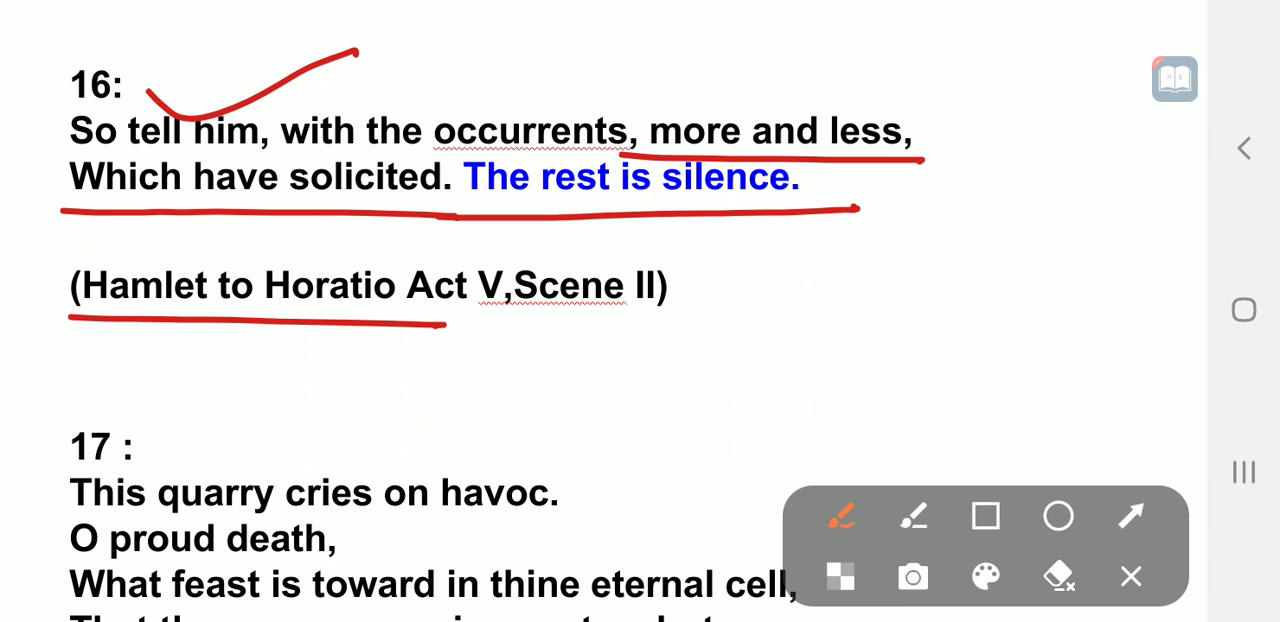 16:
So tell him, with the occurrents, more and less,
Which have solicited. The rest is silence.
(Hamlet to Horatio Act V,Scene II)
17 :
This quarry cries on havoc.
O proud death,
What feast is toward in thine eternal cell,